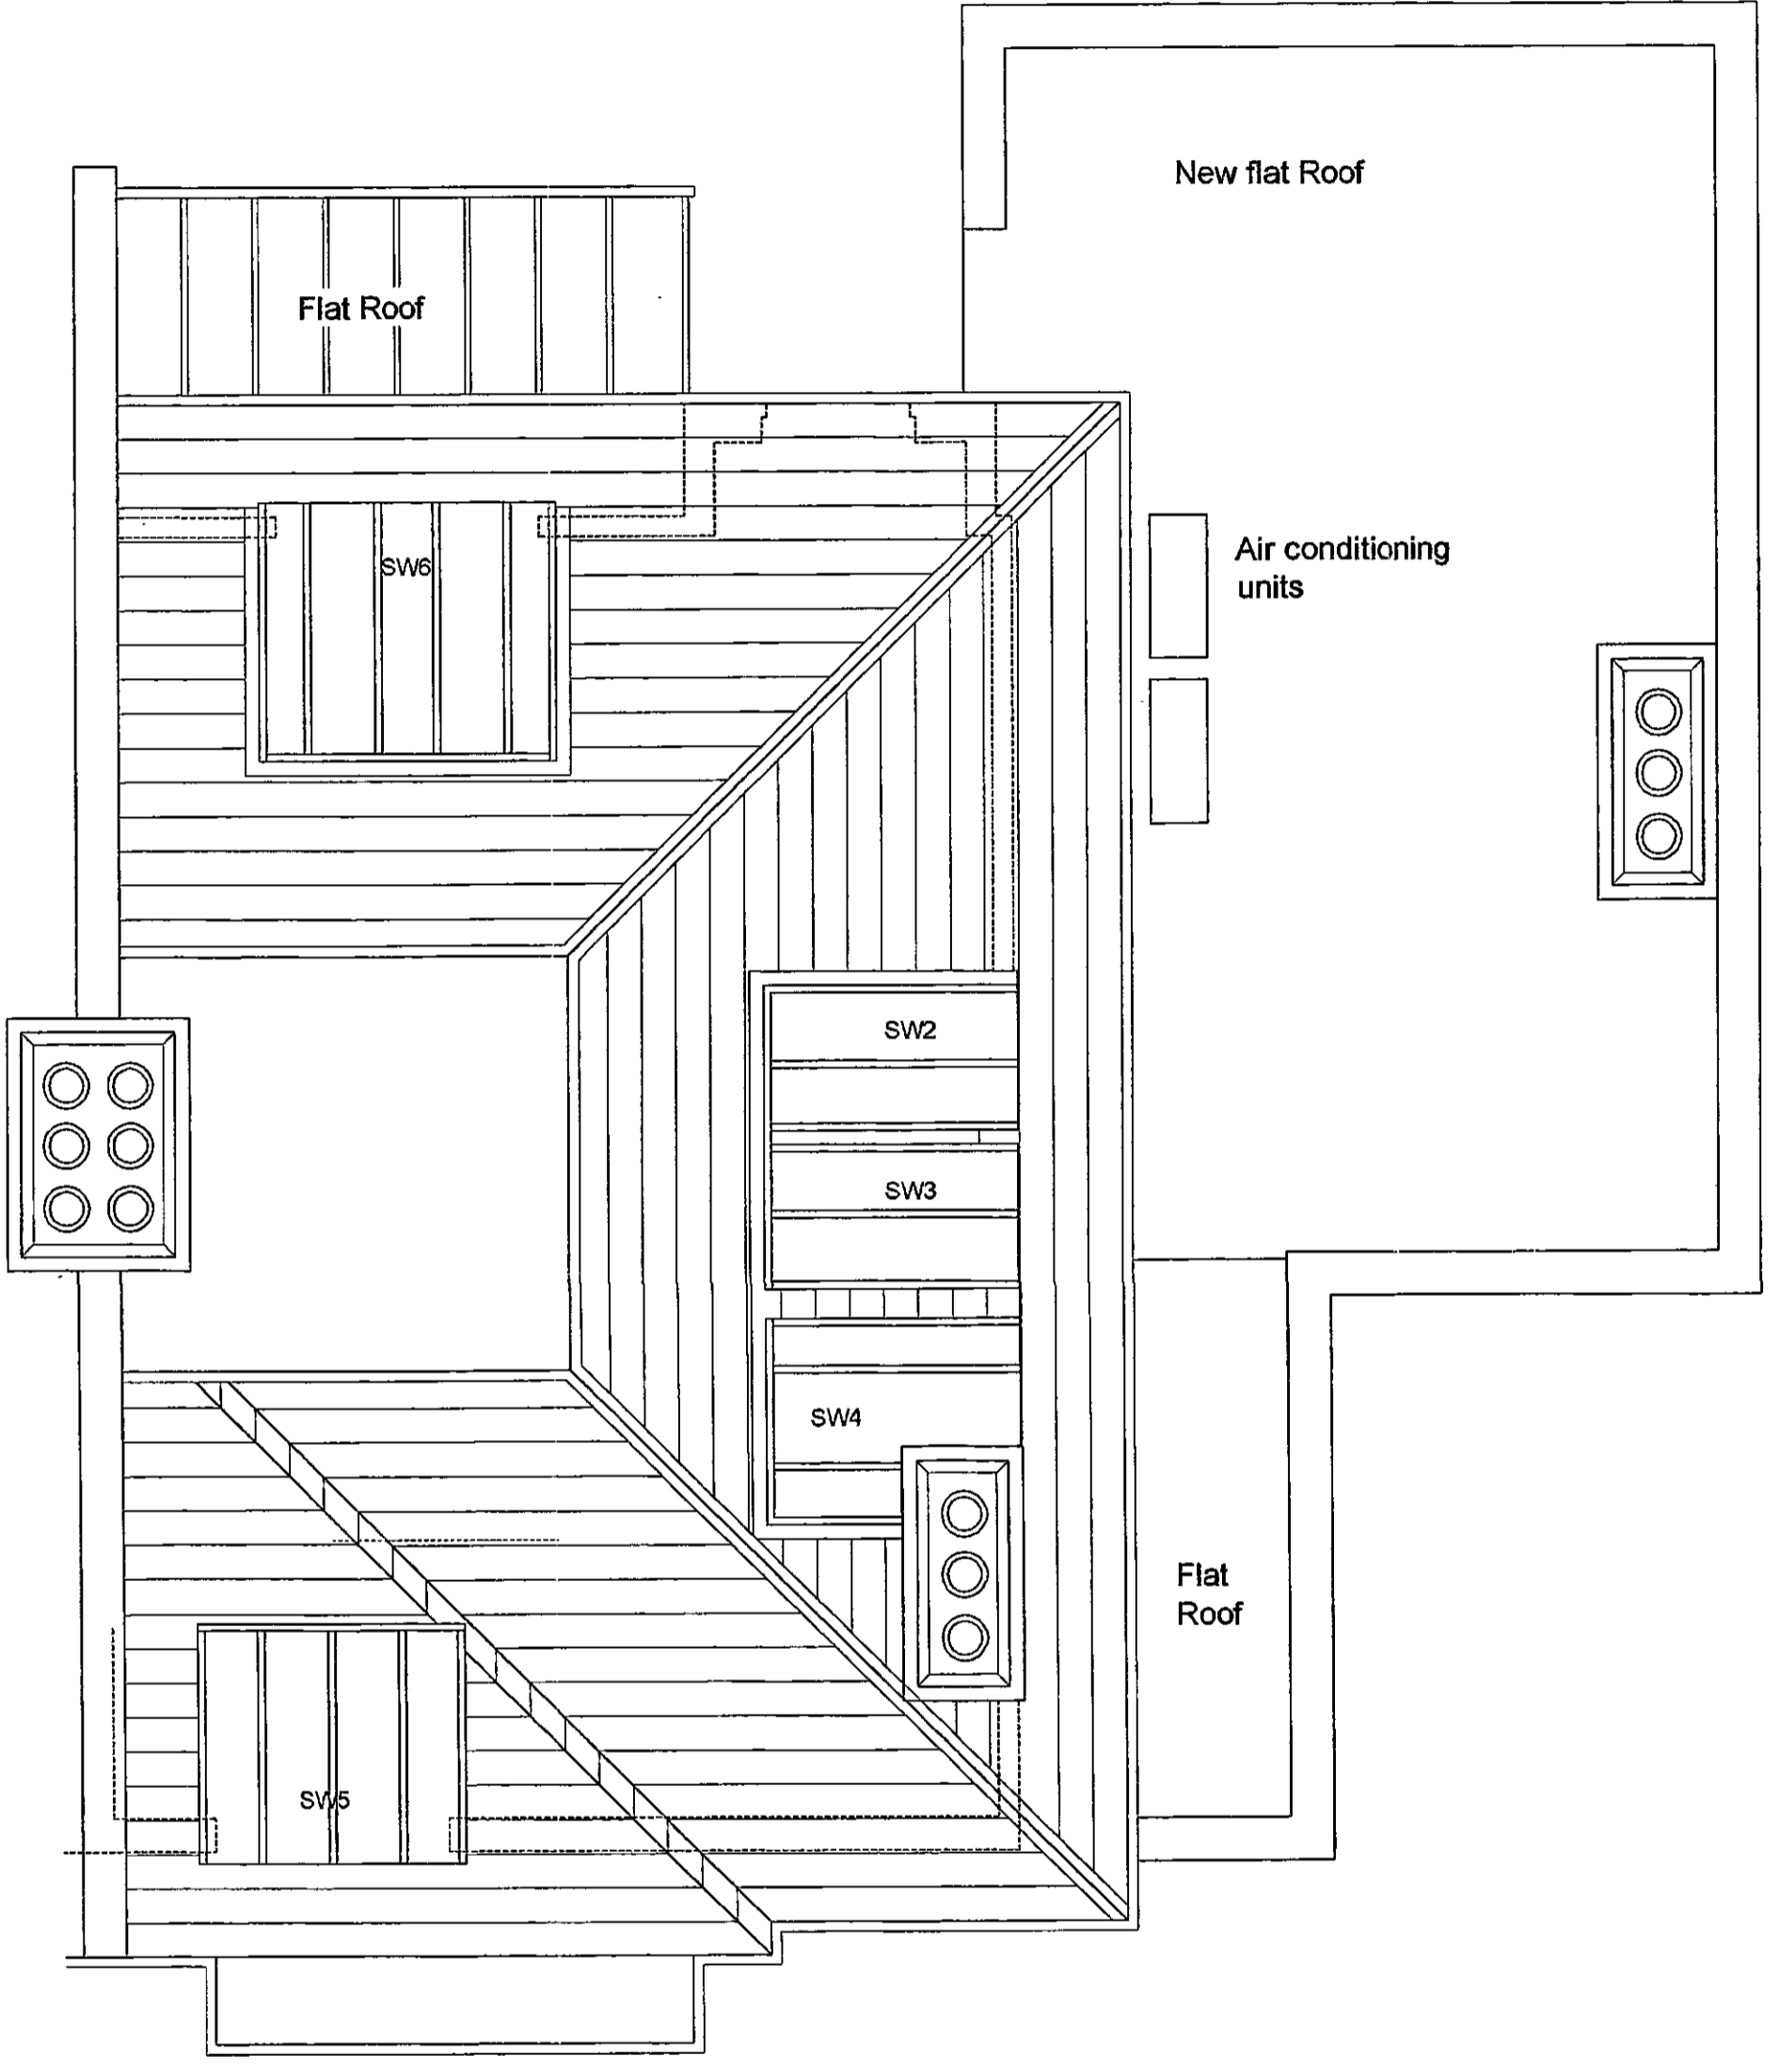 New flat Roof
Flat Roof
Air conditioning
units
SW6
SW2
SW3
SW4
Flat
Roof
SW5